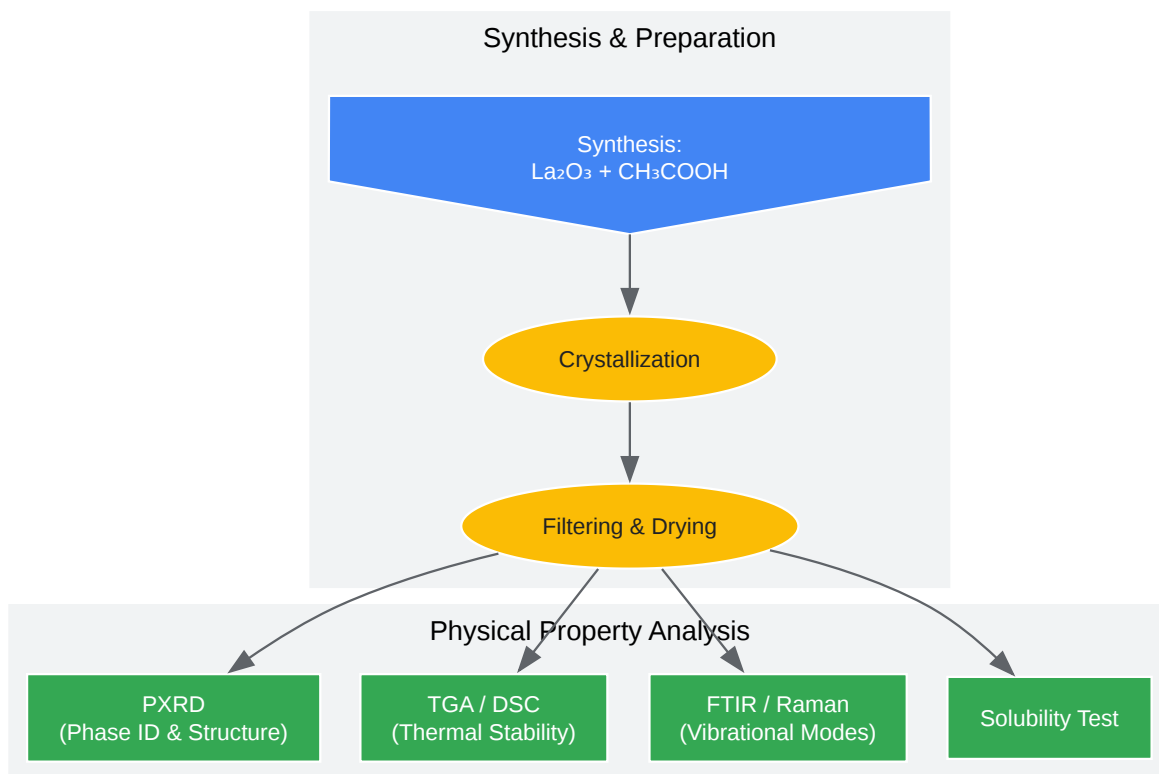 Synthesis & Preparation
Synthesis:
La₂O₃ + CH₃COOH
Crystallization
Filtering & Drying
Physical Property Analysis
PXRD
(Phase ID & Structure)
TGA / DSC
(Thermal Stability)
FTIR / Raman
(Vibrational Modes)
Solubility Test